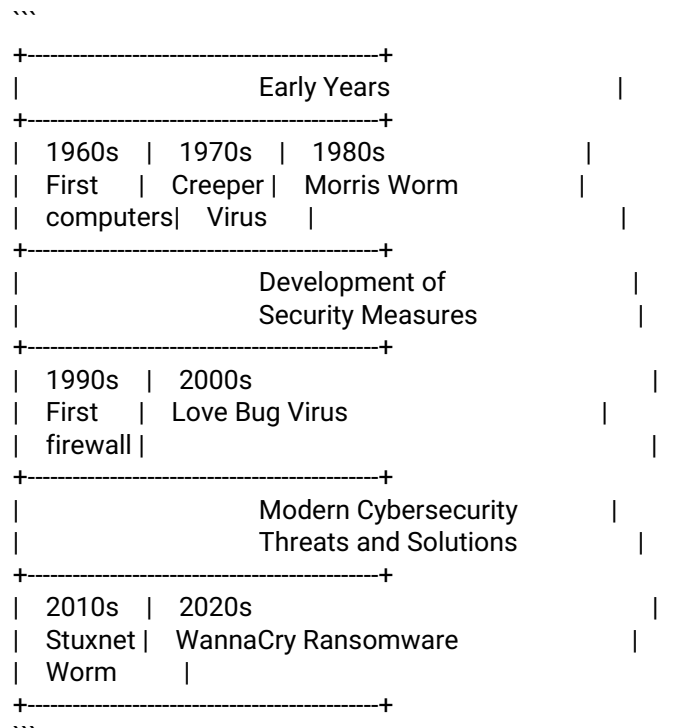 ```
+-----------------------------------------------+
| Early Years |
+-----------------------------------------------+
| 1960s | 1970s | 1980s |
| First | Creeper | Morris Worm |
| computers| Virus | |
+-----------------------------------------------+
| Development of |
| Security Measures |
+-----------------------------------------------+
| 1990s | 2000s |
| First | Love Bug Virus |
| firewall | |
+-----------------------------------------------+
| Modern Cybersecurity |
| Threats and Solutions |
+-----------------------------------------------+
| 2010s | 2020s |
| Stuxnet | WannaCry Ransomware |
| Worm |
+-----------------------------------------------+
```